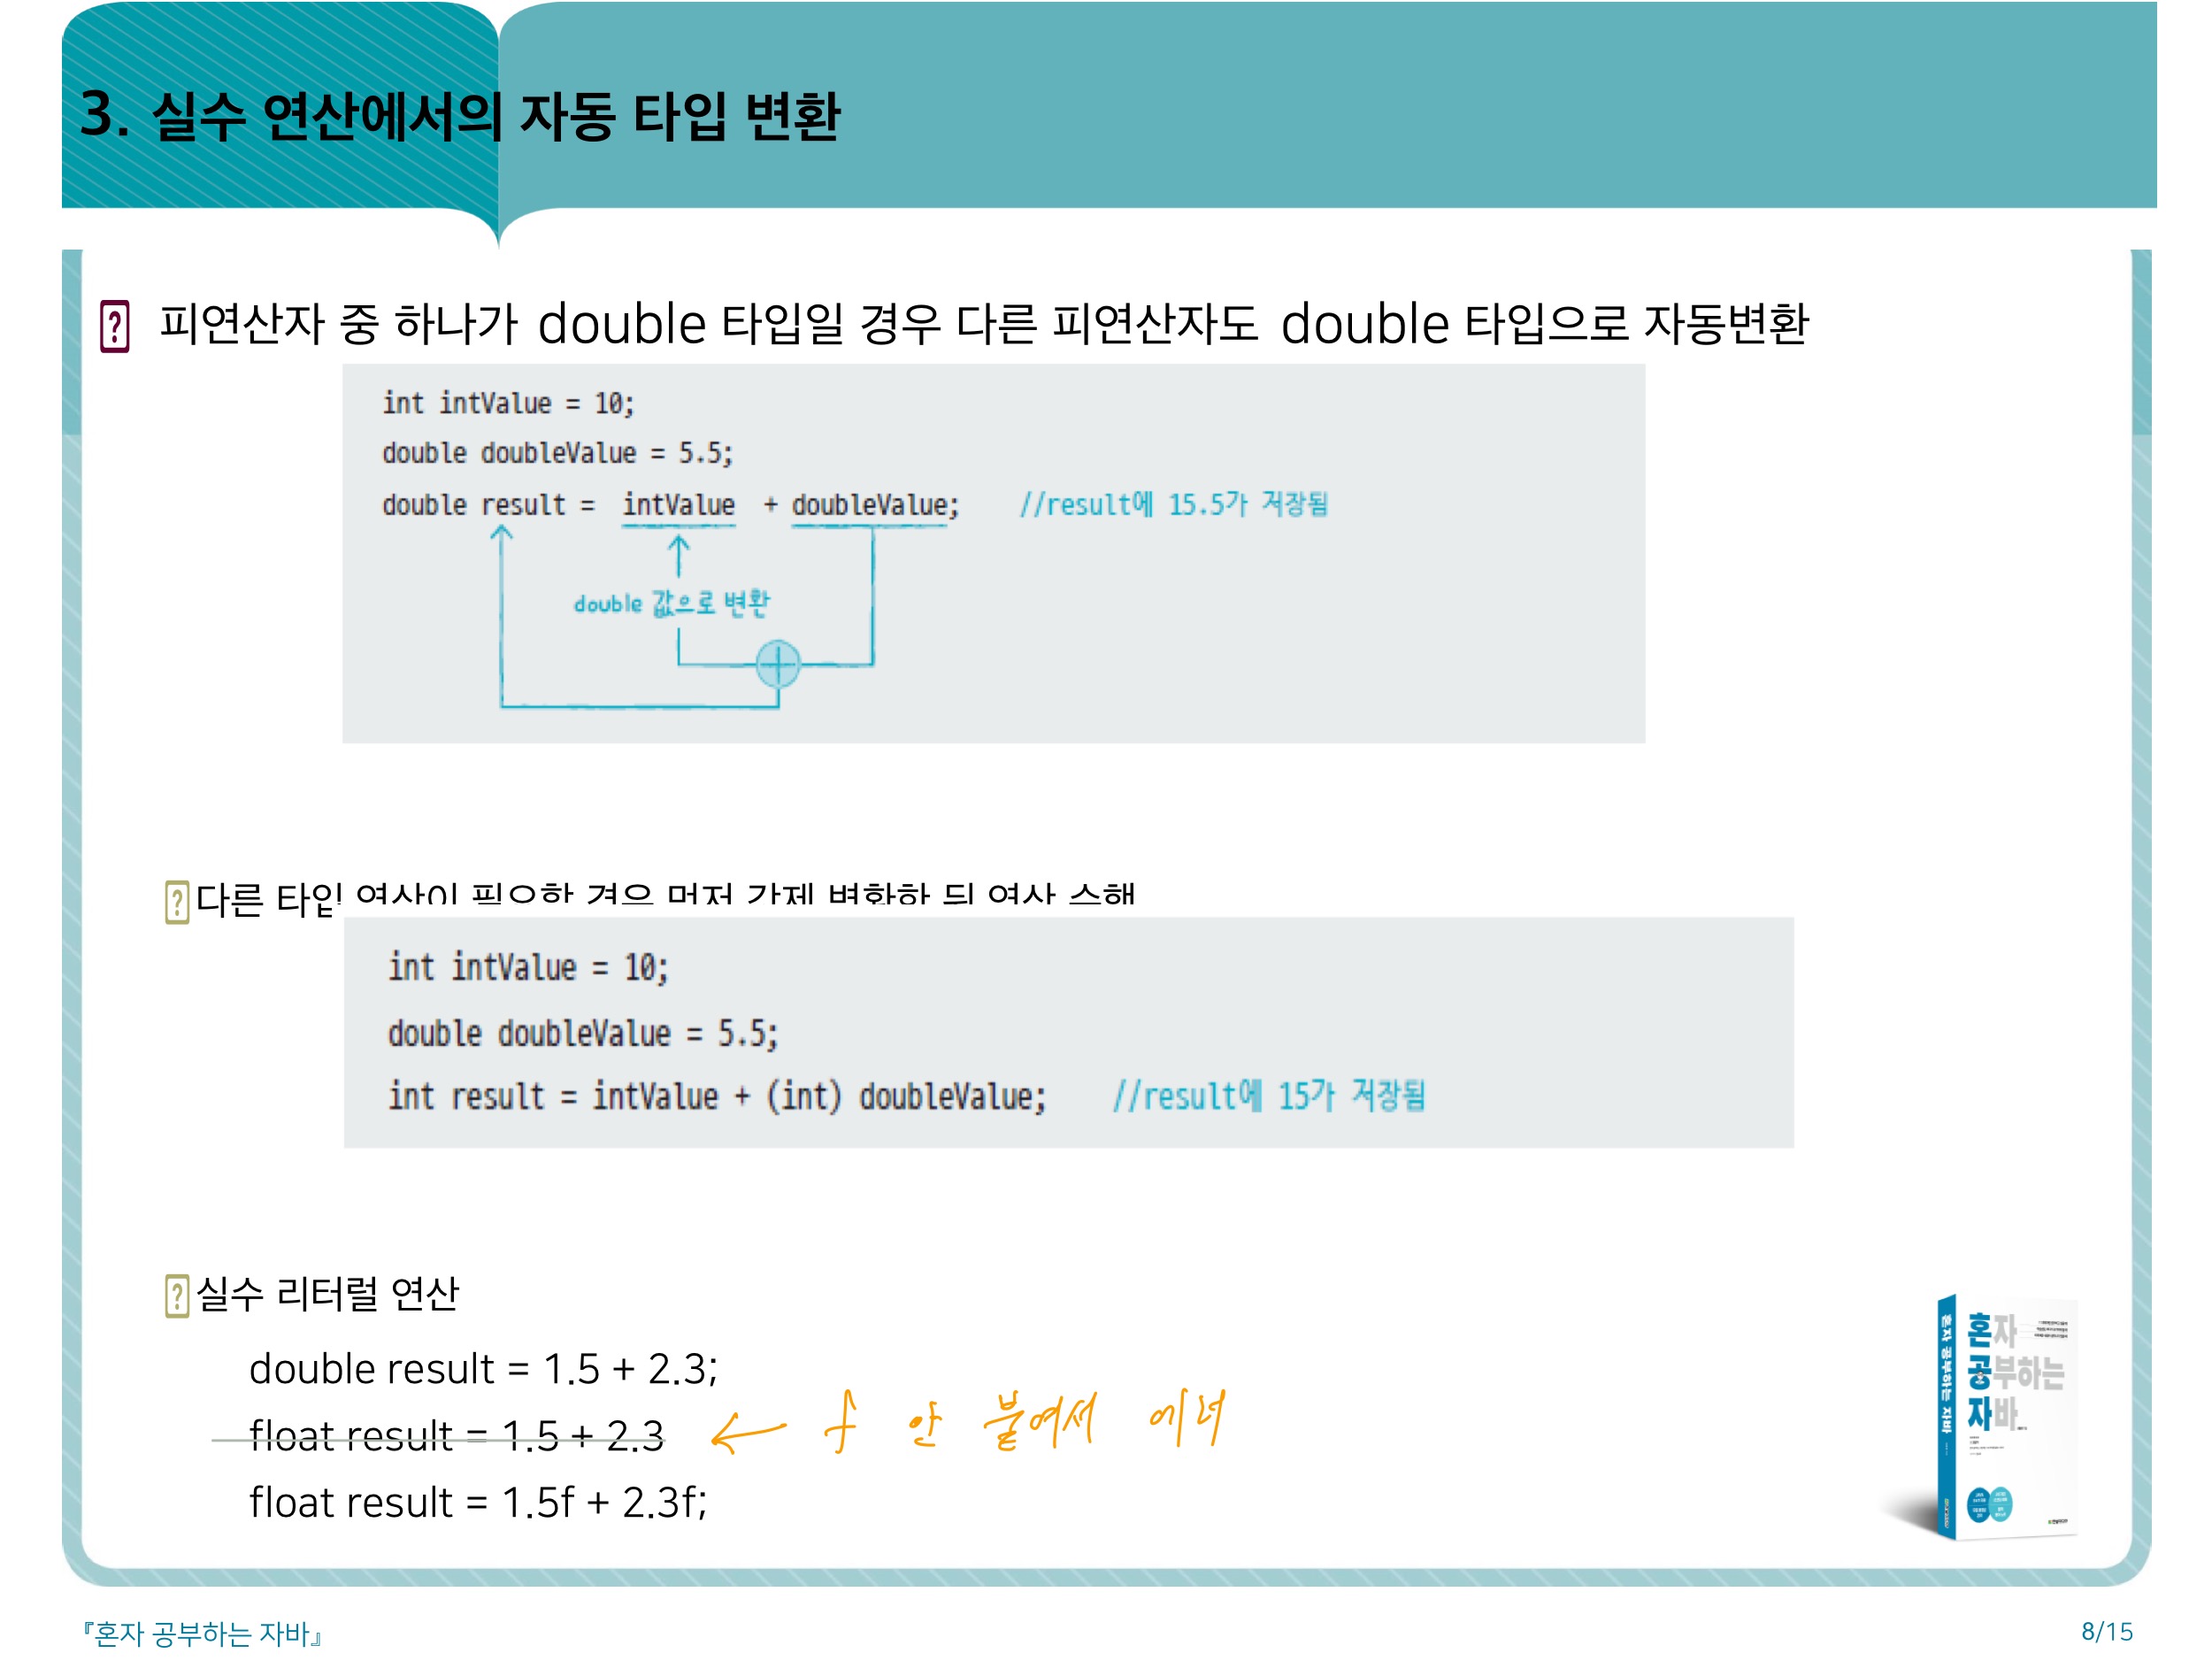 3. 실수 연산에서의 자동 타입 변환
피연산자 중 하나가 double 타입일 경우 다른 피연산자도 double 타입으로 자동변환
int intValue = 10;
double doubleValue = 5.5;
double result = intValue + doubleValue; //result에 15.5가 저장됨
double 값으로 변환
다른 타입 연산이 필요한 경우 먼저 강제 변환한 뒤 연산 수행
int intValue = 10;
double doubleValue = 5.5;
int result = intValue + (int) doubleValue; //result에 15가 저장됨
실수 리터럴 연산
double result = 1.5 + 2.3;
float result = 1.5 + 2.3 ← f 안 붙여서 에러
float result = 1.5f + 2.3f;
혼자 공부하는 자바
혼자
공부하는
자바
『혼자 공부하는 자바』
8/15